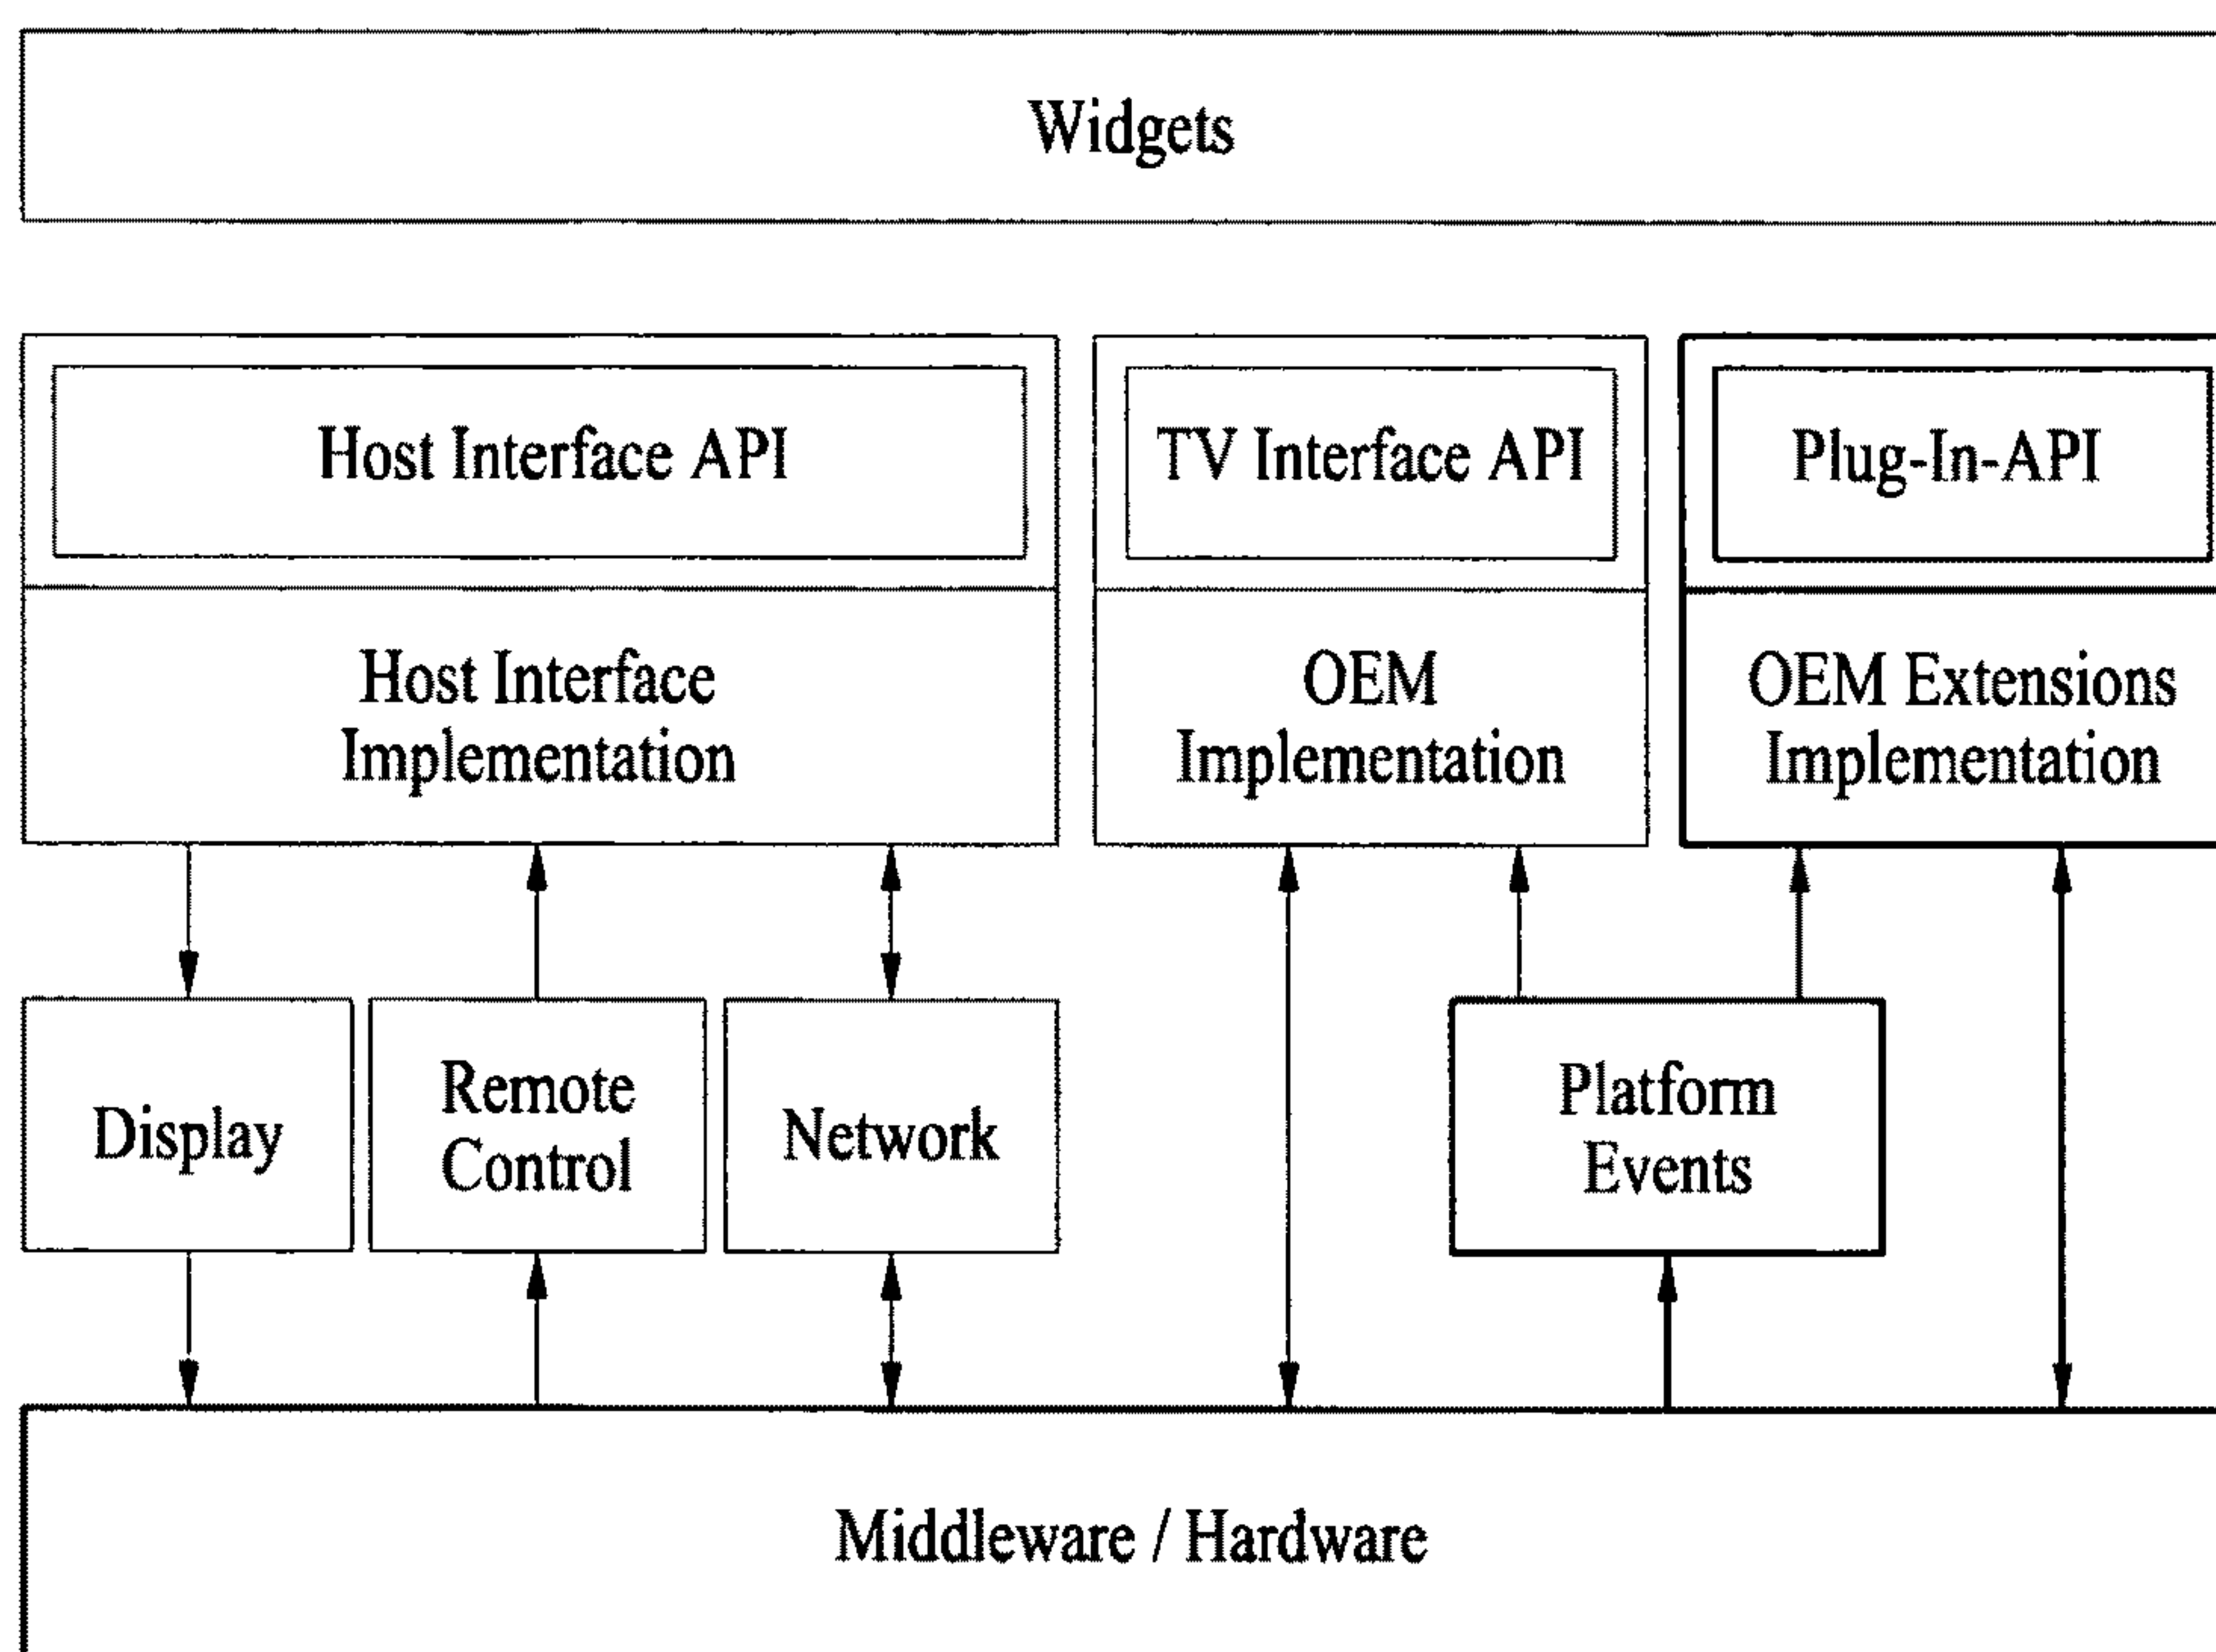 Widgets
Host Interface API
TV Interface API
Plug-In-API
Host Interface
Implementation
OEM
Implementation
OEM Extensions
Implementation
Display
Remote
Control
Network
Platform
Events
Middleware / Hardware